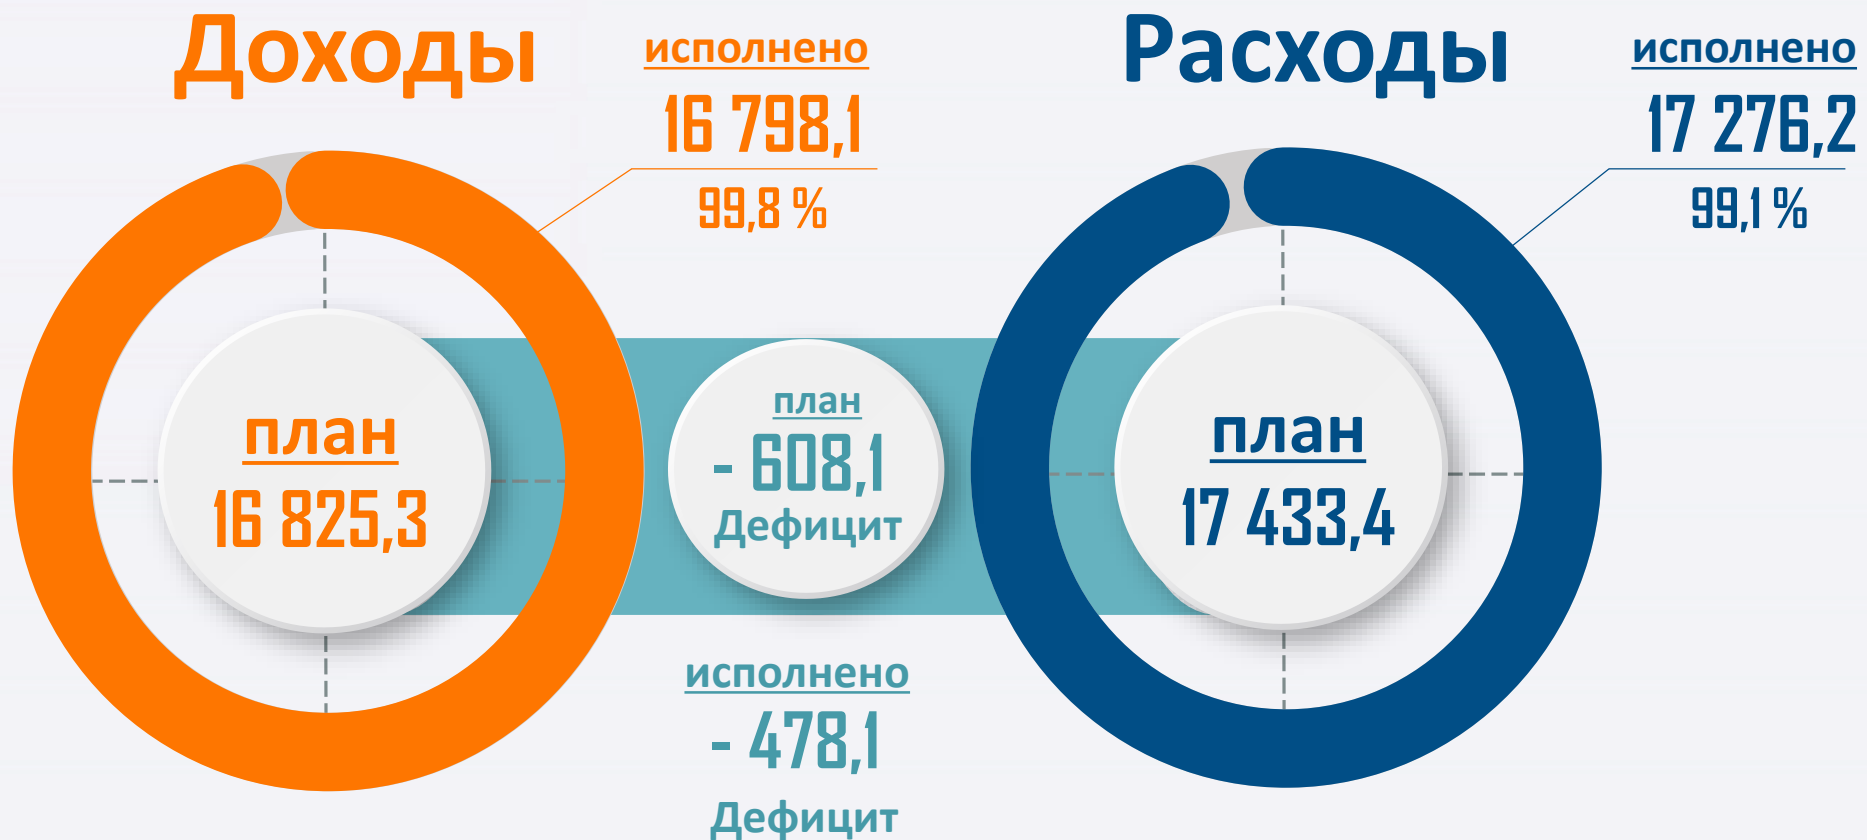 Доходы
исполнено
16 798,1
99,8 %
план
16 825,3
план
- 608,1
Дефицит
исполнено
- 478,1
Дефицит
Расходы
исполнено
17 276,2
99,1 %
план
17 433,4